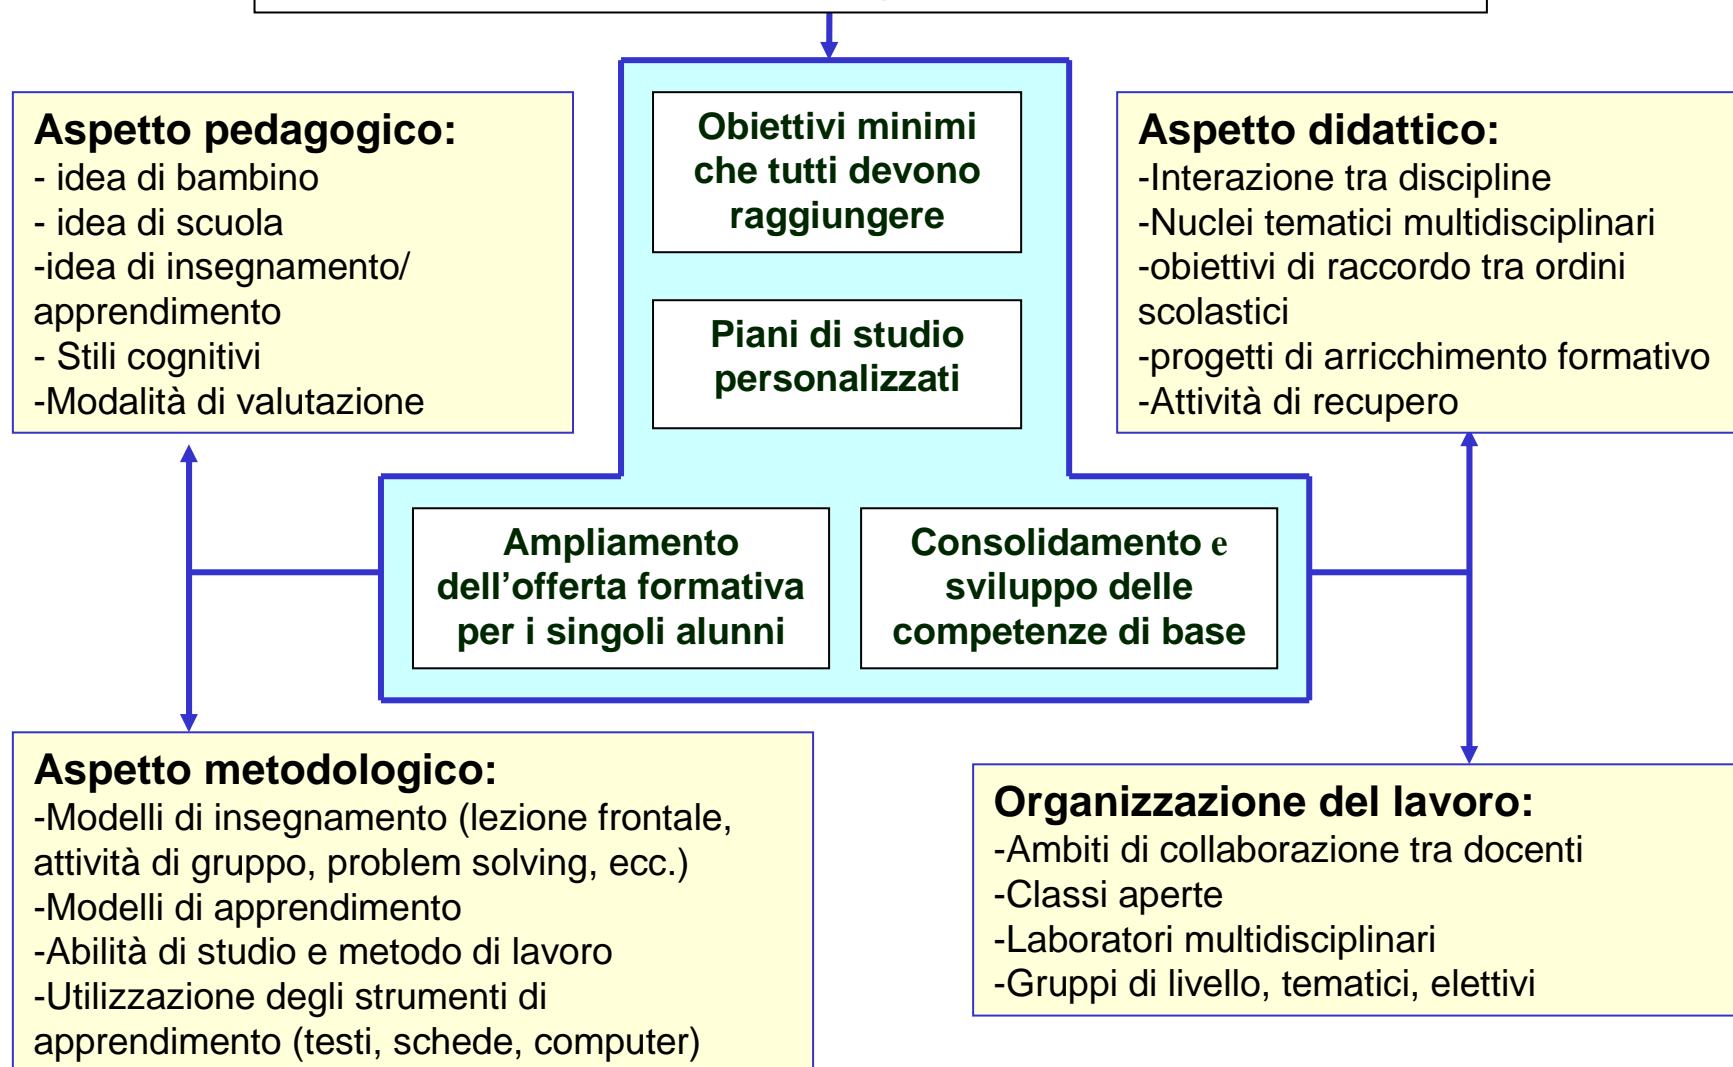 Aspetto pedagogico:
- idea di bambino
- idea di scuola
-idea di insegnamento/
apprendimento
- Stili cognitivi
-Modalità di valutazione
Obiettivi minimi
che tutti devono
raggiungere
Piani di studio
personalizzati
Aspetto didattico:
-Interazione tra discipline
-Nuclei tematici multidisciplinari
-obiettivi di raccordo tra ordini
scolastici
-progetti di arricchimento formativo
-Attività di recupero
Ampliamento
dell’offerta formativa
per i singoli alunni
Consolidamento e
sviluppo delle
competenze di base
Aspetto metodologico:
-Modelli di insegnamento (lezione frontale,
attività di gruppo, problem solving, ecc.)
-Modelli di apprendimento
-Abilità di studio e metodo di lavoro
-Utilizzazione degli strumenti di
apprendimento (testi, schede, computer)
Organizzazione del lavoro:
-Ambiti di collaborazione tra docenti
-Classi aperte
-Laboratori multidisciplinari
-Gruppi di livello, tematici, elettivi